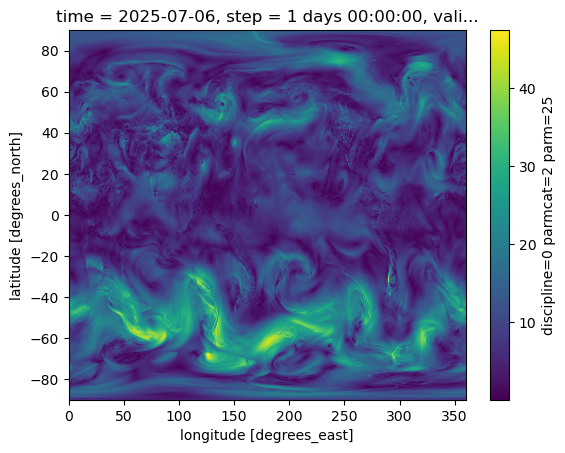 time = 2025-07-06, step = 1 days 00:00:00, vali...
80
60
40
20
0
−20
−40
−60
−80
latitude [degrees_north]
0 50 100 150 200 250 300 350
longitude [degrees_east]
40
30
20
10
discipline=0 parmcat=2 parm=25